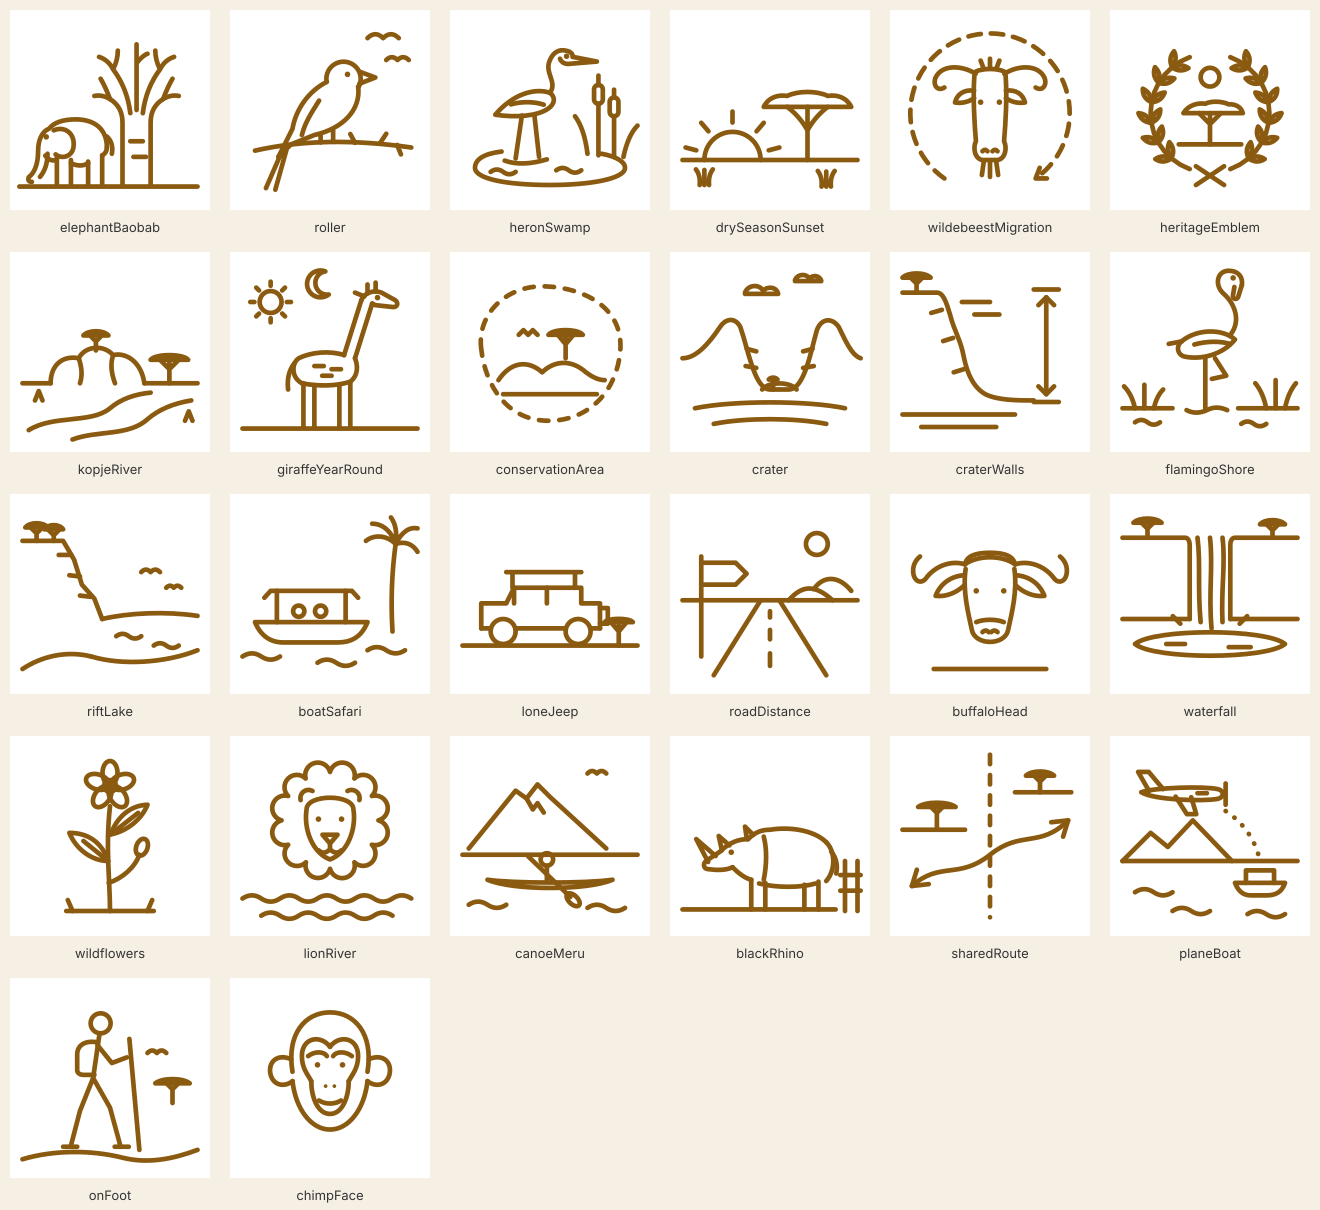 elephantBaobab
roller
heronSwamp
drySeasonSunset
wildebeestMigration
heritageEmblem
kopjeRiver
giraffeYearRound
conservationArea
crater
craterWalls
flamingoShore
riftLake
boatSafari
loneJeep
roadDistance
buffaloHead
waterfall
wildflowers
lionRiver
canoeMeru
blackRhino
sharedRoute
planeBoat
onFoot
chimpFace